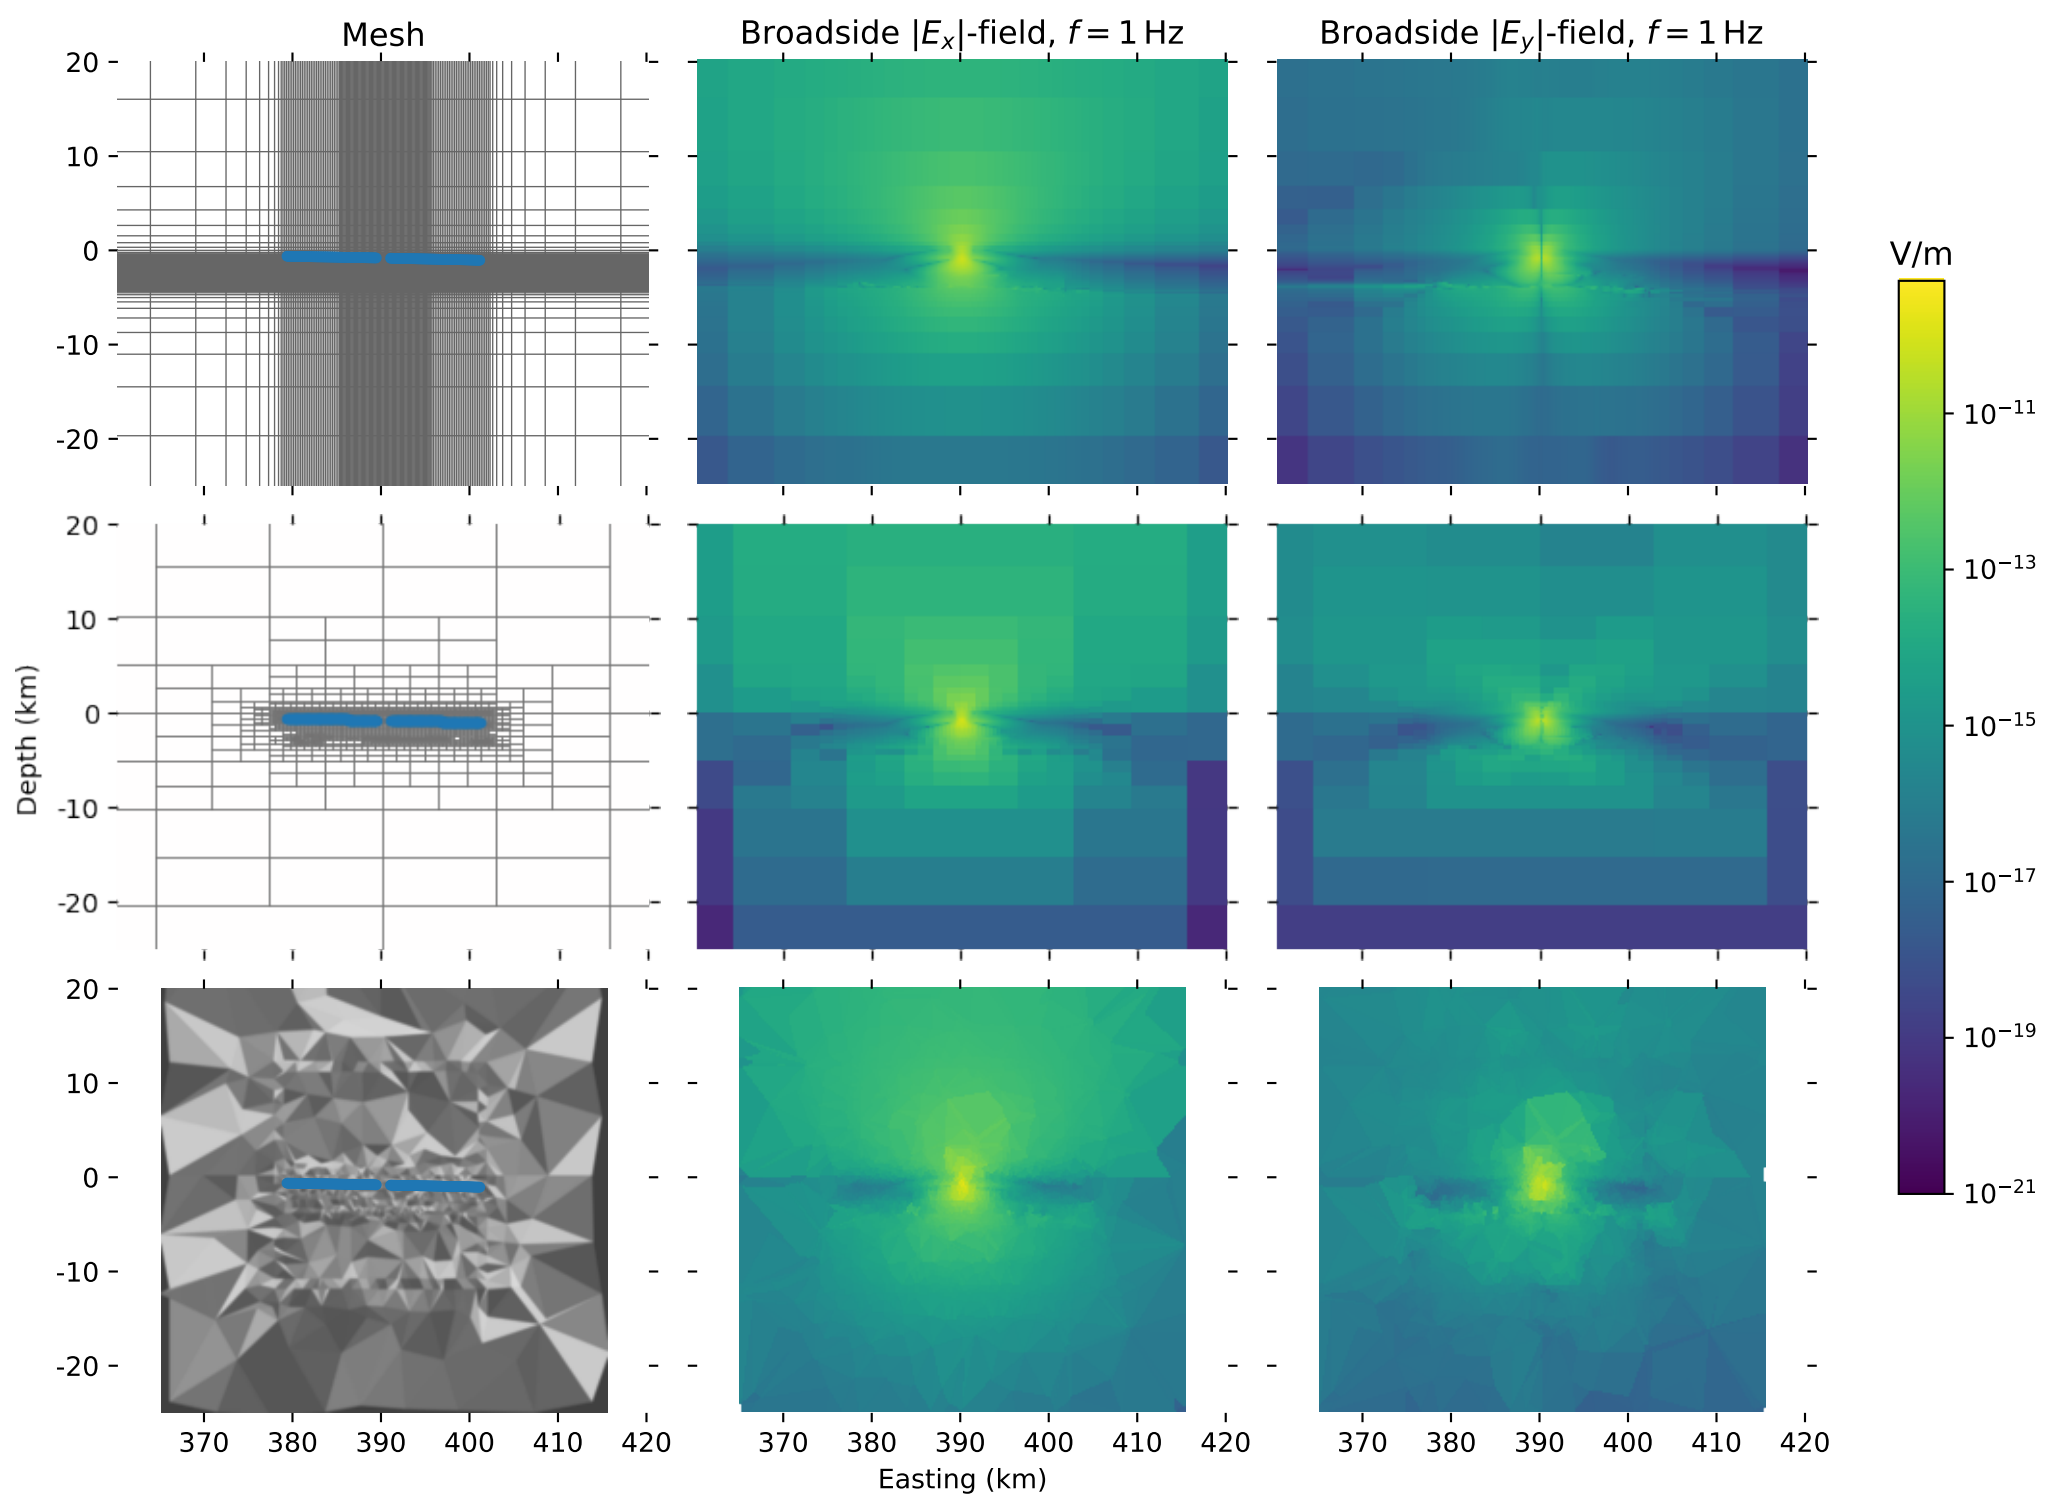 Mesh
Broadside |Eₓ|-field, f = 1 Hz
Broadside |E_y|-field, f = 1 Hz
20
10
0
-10
-20
V/m
10⁻¹¹
10⁻¹³
10⁻¹⁵
10⁻¹⁷
10⁻¹⁹
10⁻²¹
Depth (km)
20
10
0
-10
-20
20
10
0
-10
-20
370 380 390 400 410 420
370 380 390 400 410 420
370 380 390 400 410 420
Easting (km)